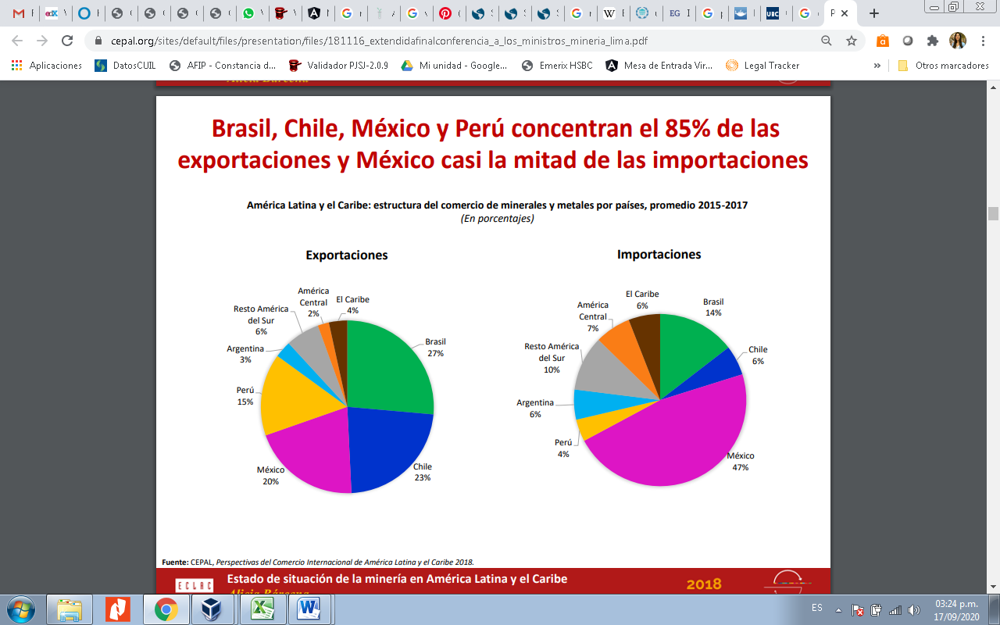 cepal.org/sites/default/files/presentation/files/181116_extendidafinalconferencia_a_los_ministros_mineria_lima.pdf
Aplicaciones DatosCUIL AFIP - Constancia d... Validador PJSJ-2.0.9 Mi unidad - Google... Emerix HSBC Mesa de Entrada Vir... Legal Tracker » Otros marcadores
Alicia Bárcena
Brasil, Chile, México y Perú concentran el 85% de las
exportaciones y México casi la mitad de las importaciones
América Latina y el Caribe: estructura del comercio de minerales y metales por países, promedio 2015-2017
(En porcentajes)
Exportaciones
América
Central
2%
El Caribe
4%
Resto América
del Sur
6%
Argentina
3%
Brasil
27%
Perú
15%
México
20%
Chile
23%
Importaciones
El Caribe
6%
Brasil
14%
América
Central
7%
Chile
6%
Resto América
del Sur
10%
Argentina
6%
Perú
4%
México
47%
Fuente: CEPAL, Perspectivas del Comercio Internacional de América Latina y el Caribe 2018.
ECLAC
Estado de situación de la minería en América Latina y el Caribe
Alicia Bárcena
2018
ES
03:24 p.m.
17/09/2020